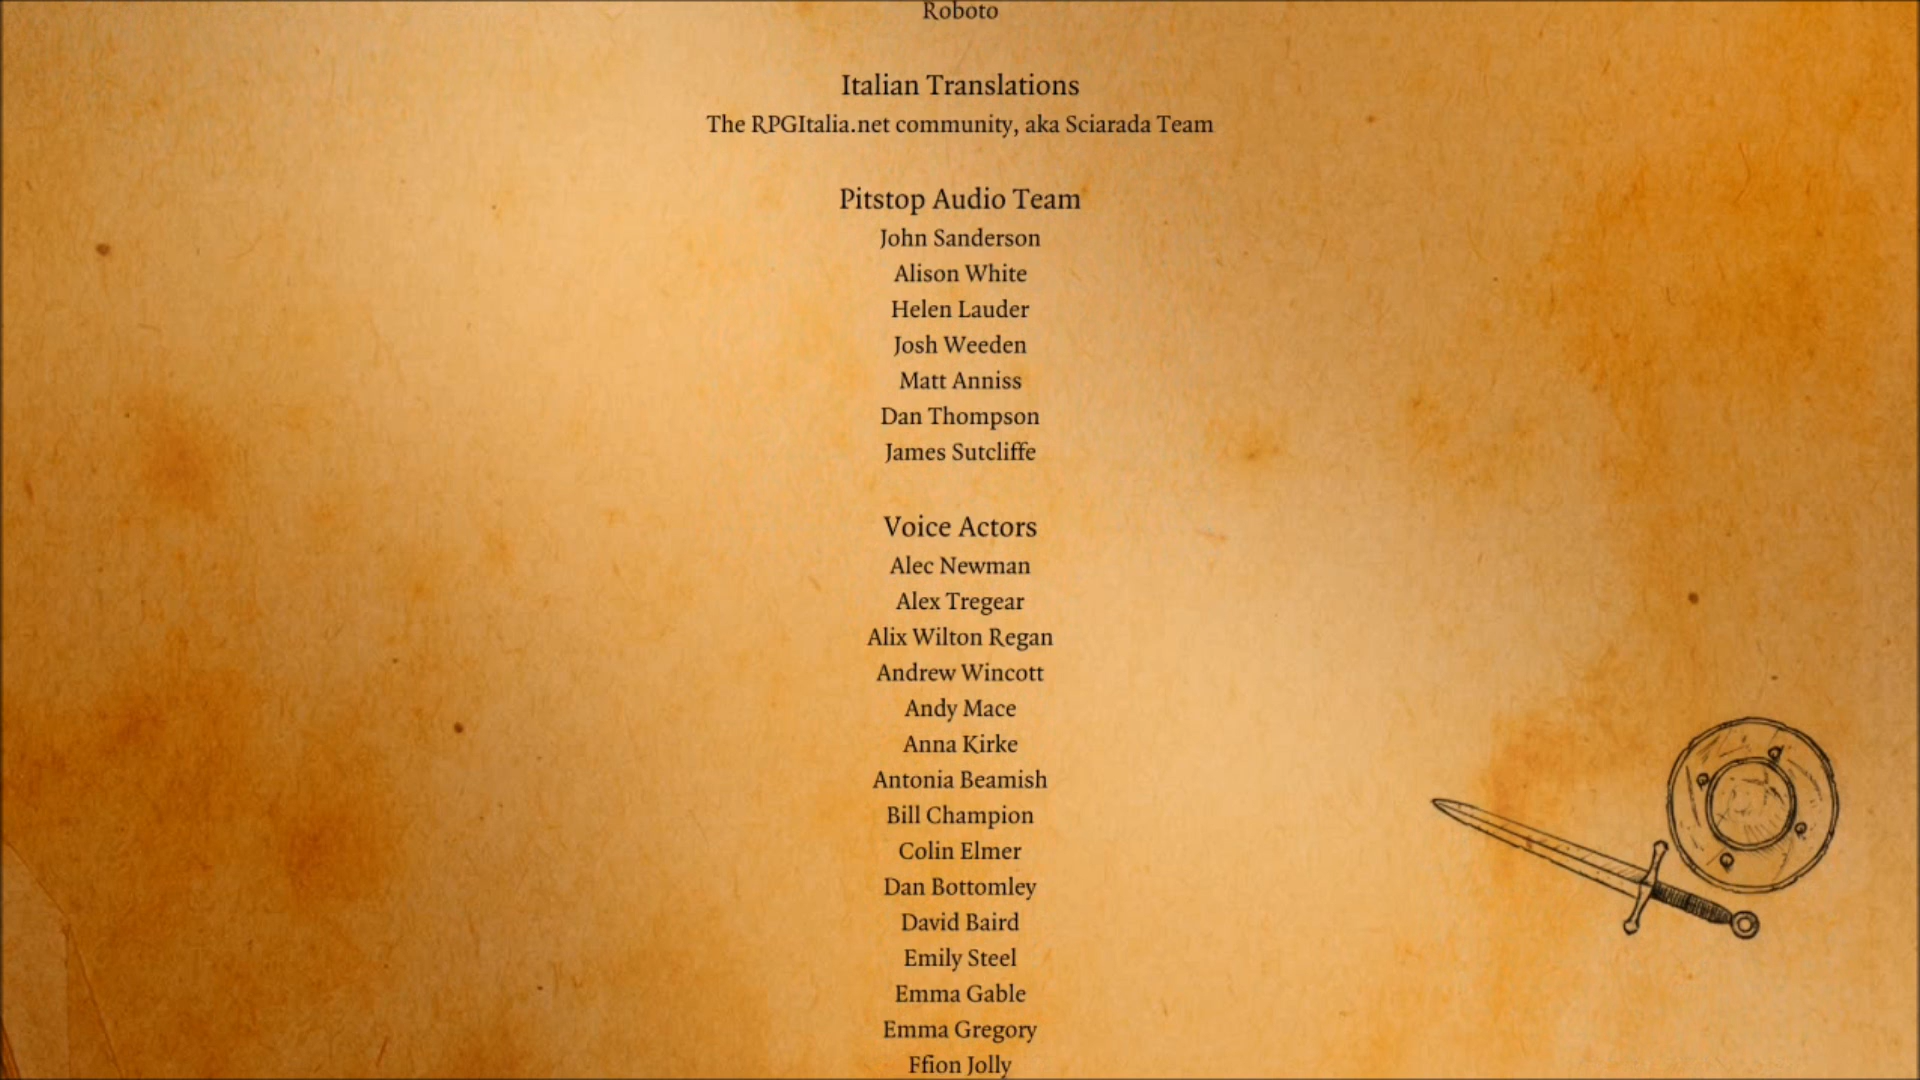 Roboto
Italian Translations
The RPGItalia.net community, aka Sciarada Team
Pitstop Audio Team
John Sanderson
Alison White
Helen Lauder
Josh Weeden
Matt Anniss
Dan Thompson
James Sutcliffe
Voice Actors
Alec Newman
Alex Tregear
Alix Wilton Regan
Andrew Wincott
Andy Mace
Anna Kirke
Antonia Beamish
Bill Champion
Colin Elmer
Dan Bottomley
David Baird
Emily Steel
Emma Gable
Emma Gregory
Ffion Jolly